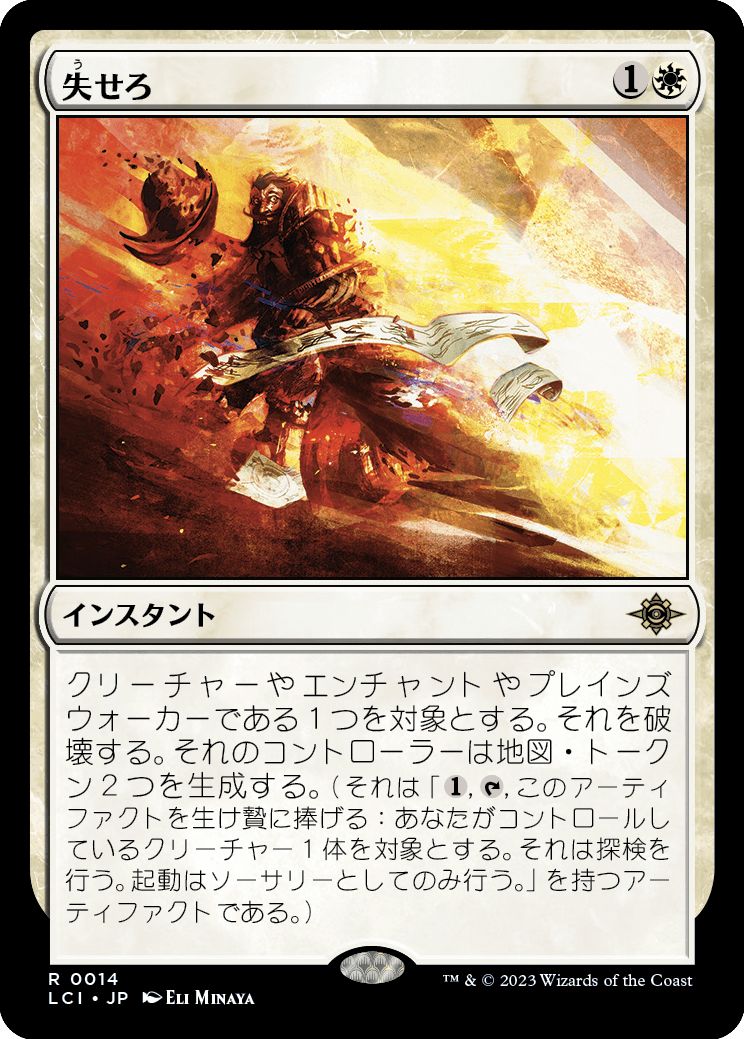 う
失せろ
1
インスタント
クリーチャーやエンチャントやプレインズ
ウォーカーである1つを対象とする。それを破
壊する。それのコントローラーは地図・トーク
ン2つを生成する。(それは「1,,このアーティ
ファクトを生け贄に捧げる:あなたがコントロールし
ているクリーチャー1体を対象とする。それは探検を
行う。起動はソーサリーとしてのみ行う。」を持つアー
ティファクトである。)
R 0014
LCI・JP Eli Minaya
™ & © 2023 Wizards of the Coast